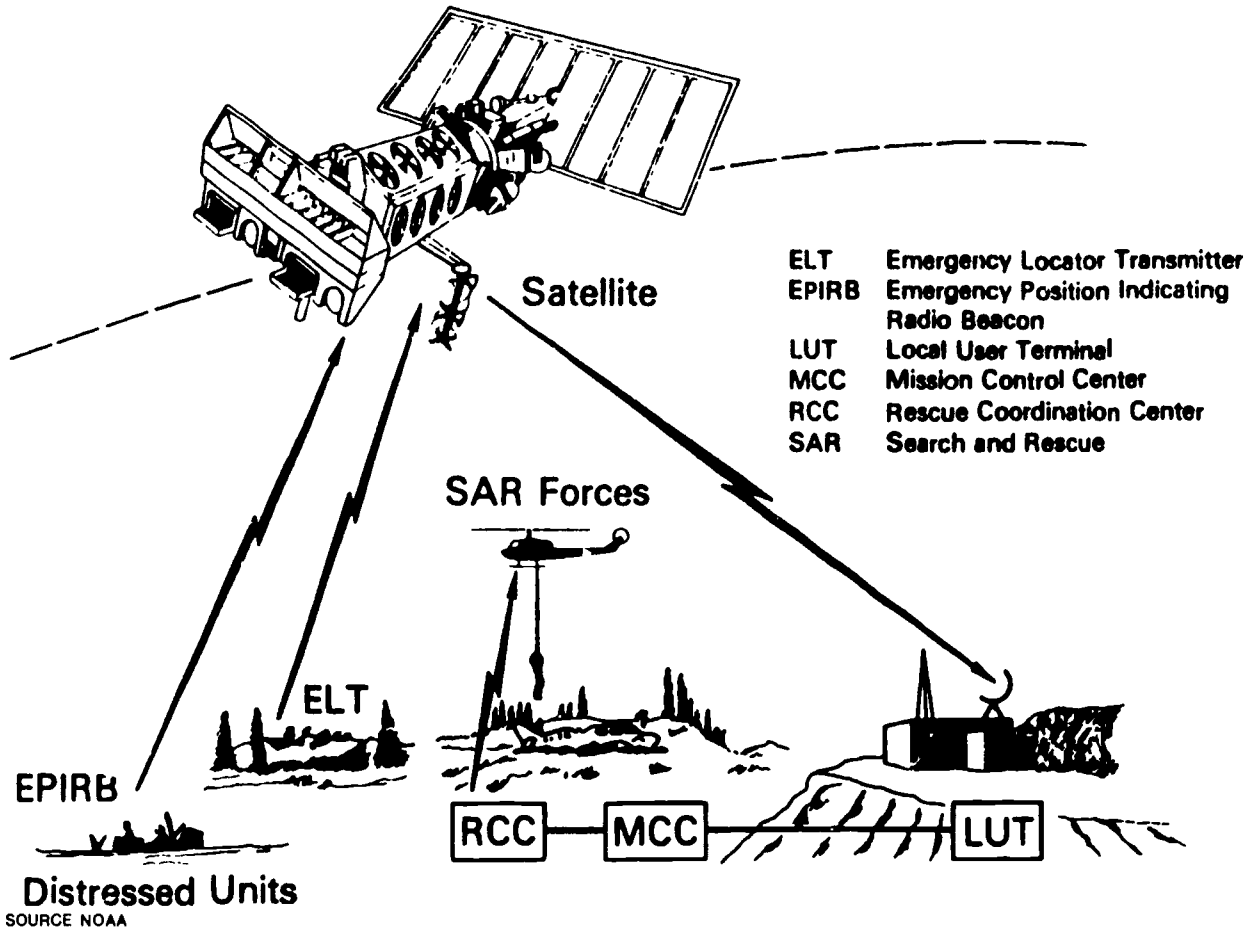 Satellite
ELT Emergency Locator Transmitter
EPIRB Emergency Position Indicating
Radio Beacon
LUT Local User Terminal
MCC Mission Control Center
RCC Rescue Coordination Center
SAR Search and Rescue
SAR Forces
ELT
EPIRB
RCC MCC LUT
Distressed Units
SOURCE NOAA